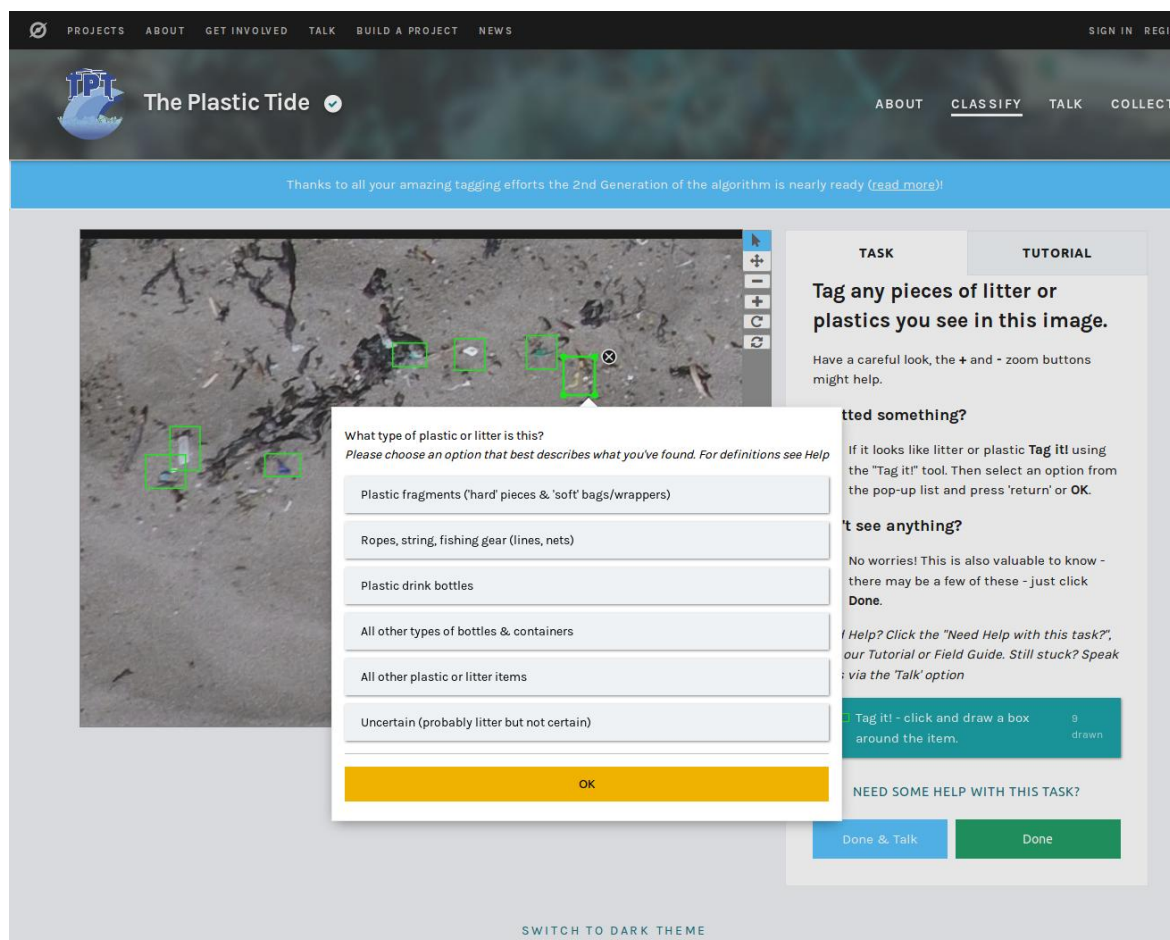 PROJECTS ABOUT GET INVOLVED TALK BUILD A PROJECT NEWS SIGN IN REGI
TPT
The Plastic Tide
ABOUT CLASSIFY TALK COLLECT
Thanks to all your amazing tagging efforts the 2nd Generation of the algorithm is nearly ready (read more)!
TASK TUTORIAL
Tag any pieces of litter or
plastics you see in this image.
Have a careful look, the + and - zoom buttons
might help.
tted something?
If it looks like litter or plastic Tag it! using
the "Tag it!" tool. Then select an option from
the pop-up list and press 'return' or OK.
't see anything?
No worries! This is also valuable to know -
there may be a few of these - just click
Done.
Help? Click the "Need Help with this task?",
our Tutorial or Field Guide. Still stuck? Speak
via the 'Talk' option
Tag it! - click and draw a box
around the item.
9
drawn
NEED SOME HELP WITH THIS TASK?
Done & Talk
Done
What type of plastic or litter is this?
Please choose an option that best describes what you've found. For definitions see Help
Plastic fragments ('hard' pieces & 'soft' bags/wrappers)
Ropes, string, fishing gear (lines, nets)
Plastic drink bottles
All other types of bottles & containers
All other plastic or litter items
Uncertain (probably litter but not certain)
OK
SWITCH TO DARK THEME